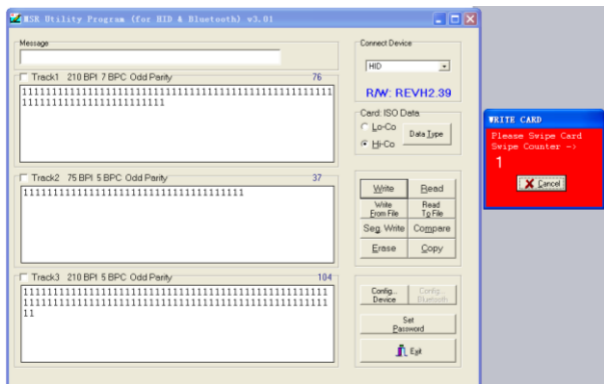 MSR Utility Program (for HID & Bluetooth) v3.01
Message
Track1 210 BPI 7 BPC Odd Parity 76
1111111111111111111111111111111111111111111111111111
111111111111111111111111
Track2 75 BPI 5 BPC Odd Parity 37
1111111111111111111111111111111111111
Track3 210 BPI 5 BPC Odd Parity 104
111111111111111111111111111111111111111111111111111
111111111111111111111111111111111111111111111111111
11
Connect Device
HID
R/W: REVH2.39
Card: ISO Data
Lo-Co
Hi-Co
Data Type
Write Read
Write From File
Read To File
Seg. Write Compare
Erase Copy
Config... Device
Config... Bluetooth
Set Password
Exit
WRITE CARD
Please Swipe Card
Swipe Counter ->
1
Cancel